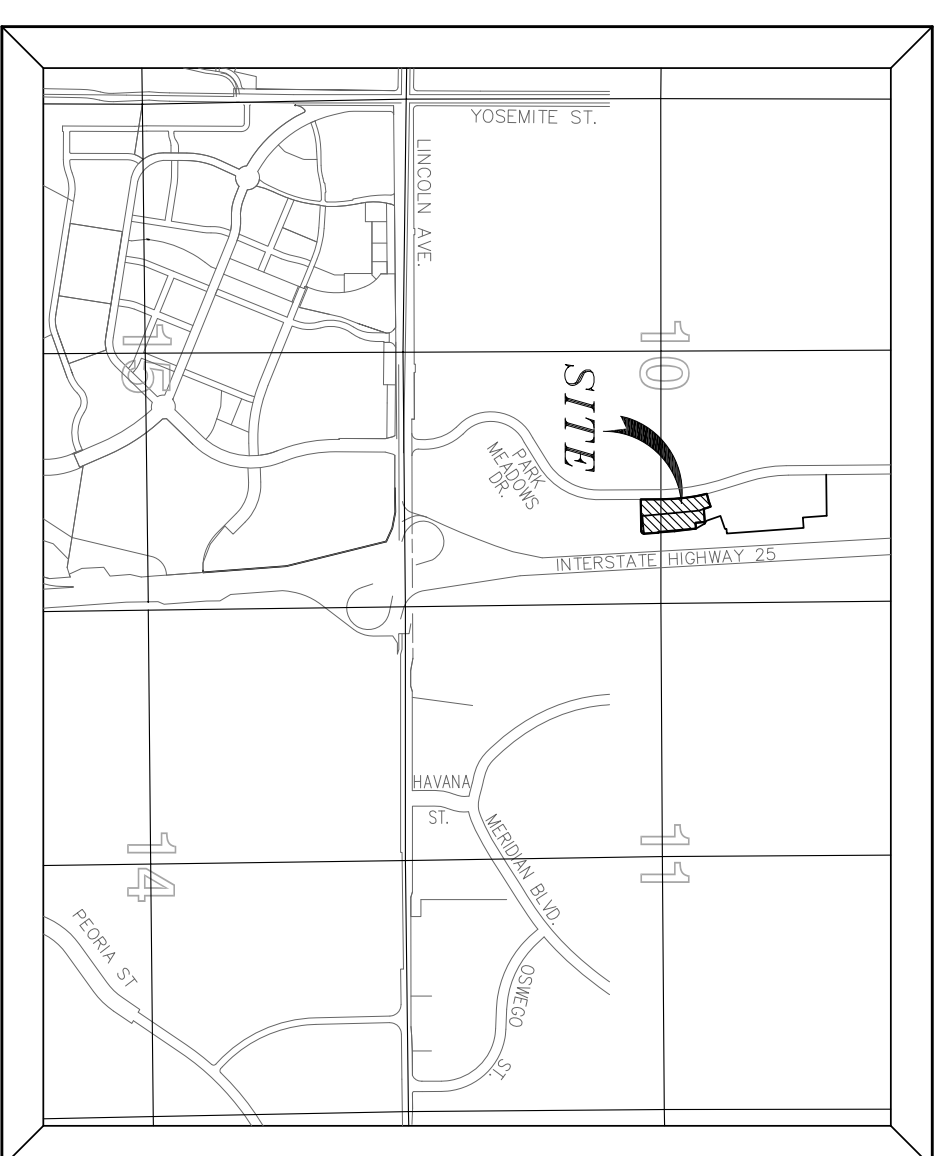 YOSEMITE ST.
LINCOLN AVE.
15
10
SITE
PARK
MEADOWS
DR.
INTERSTATE HIGHWAY 25
HAVANA
ST.
MERIDIAN BLVD.
14
11
PEORIA ST
OSWEGO
ST.